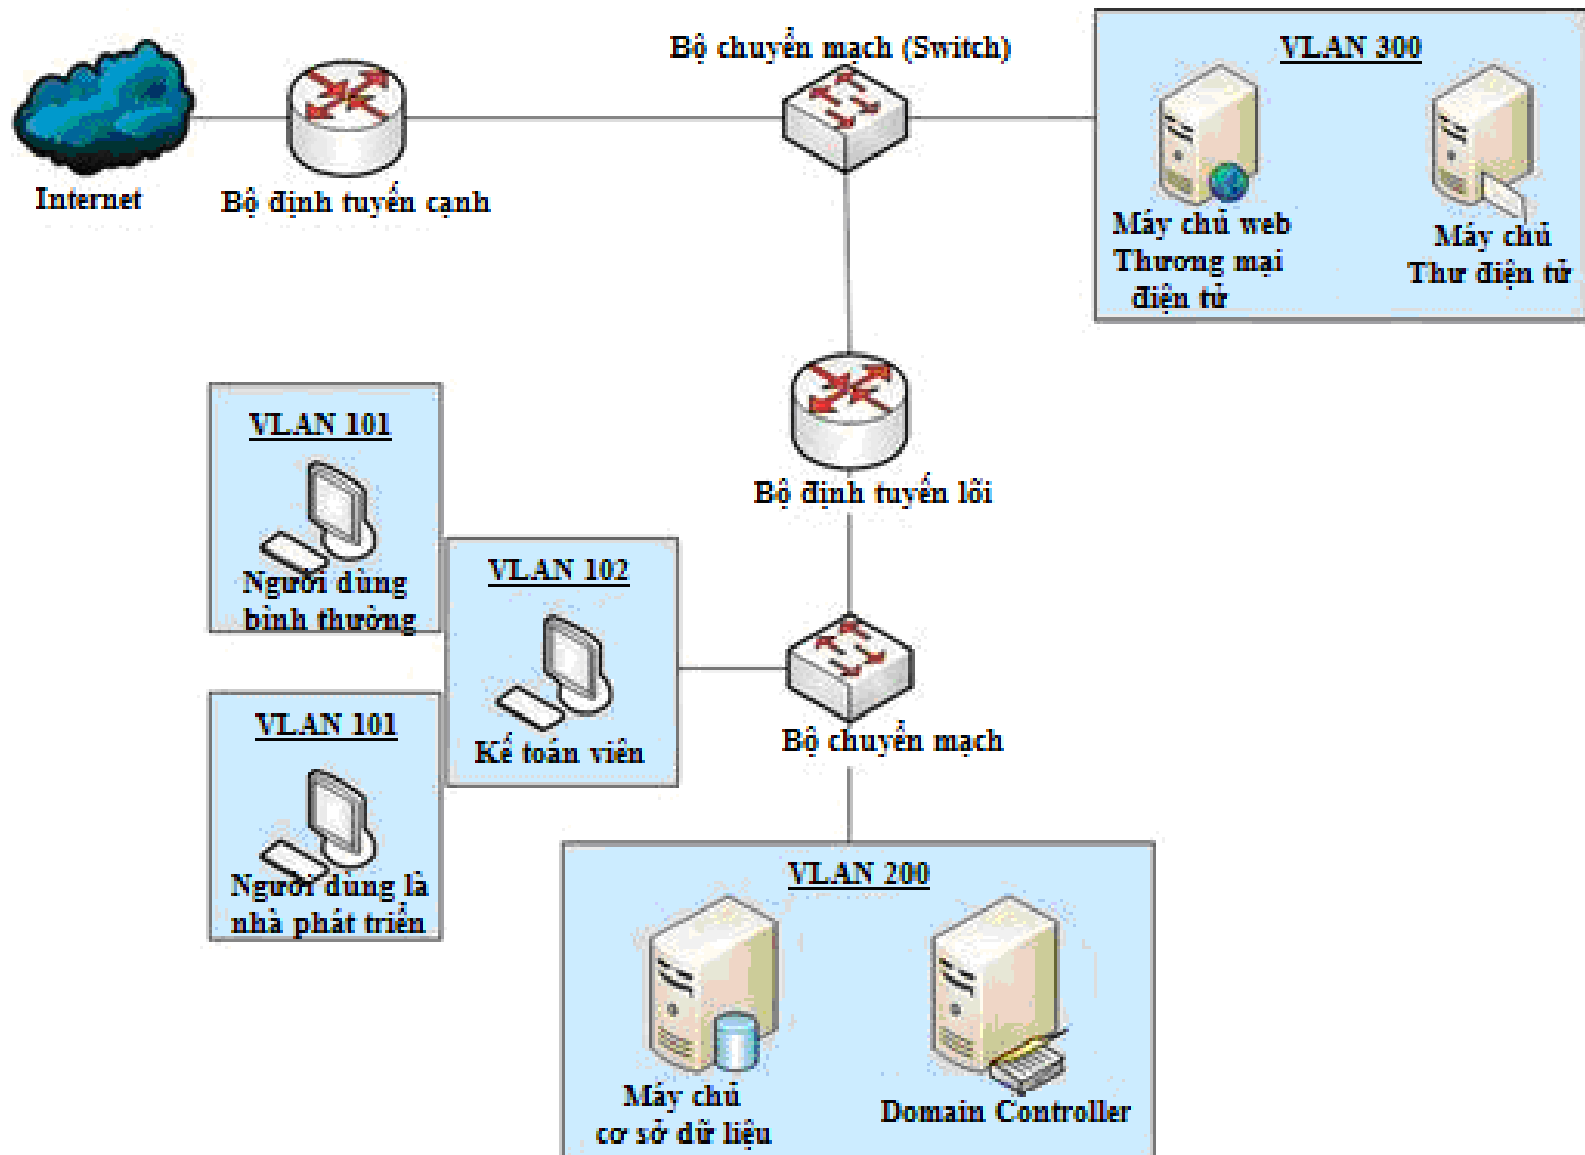 Bộ chuyển mạch (Switch)
VLAN 300
Internet
Bộ định tuyến cạnh
Máy chủ web
Thương mại
điện tử
Máy chủ
Thư điện tử
VLAN 101
Người dùng
bình thường
Bộ định tuyến lõi
VLAN 102
Kế toán viên
Bộ chuyển mạch
VLAN 101
Người dùng là
nhà phát triển
VLAN 200
Máy chủ
cơ sở dữ liệu
Domain Controller